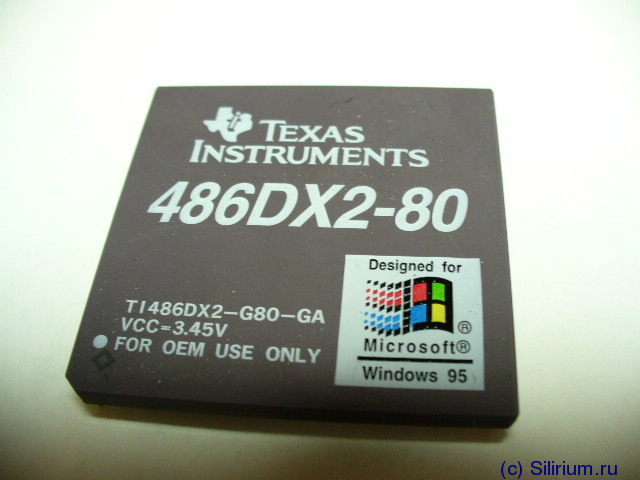 TEXAS
INSTRUMENTS
486DX2-80
TI486DX2-G80-GA
VCC=3.45V
FOR OEM USE ONLY
Designed for
®
Microsoft®
Windows 95
(c) Silirium.ru